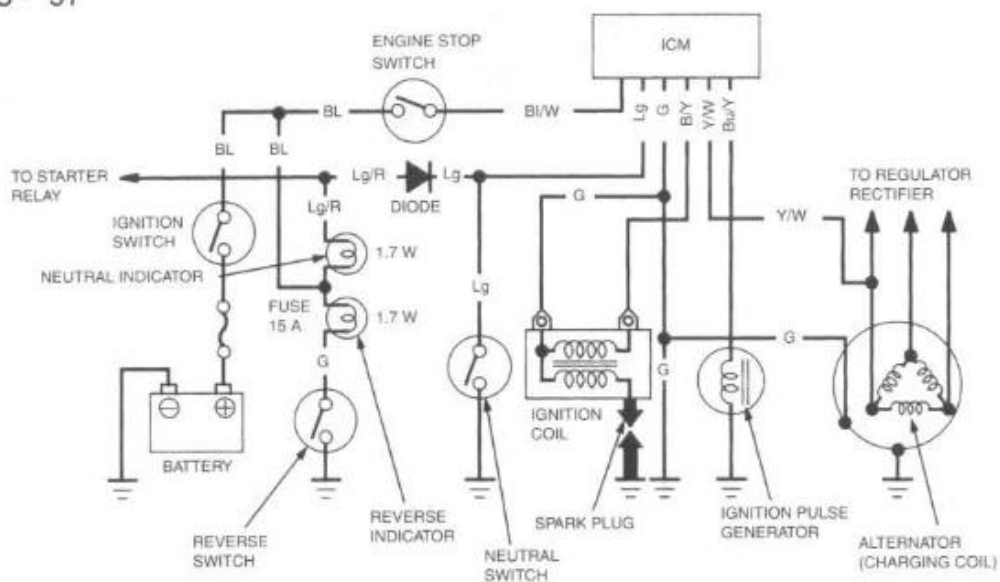 ENGINE STOP
SWITCH
ICM
BL
BI/W
Lg
G
B/Y
Y/W
Bu/Y
BL
BL
TO STARTER
RELAY
Lg/R
Lg
DIODE
Lg/R
G
Y/W
TO REGULATOR
RECTIFIER
IGNITION
SWITCH
NEUTRAL INDICATOR
1.7 W
Lg
FUSE
15 A
1.7 W
G
G
G
BATTERY
IGNITION
COIL
REVERSE
SWITCH
REVERSE
INDICATOR
NEUTRAL
SWITCH
SPARK PLUG
IGNITION PULSE
GENERATOR
ALTERNATOR
(CHARGING COIL)